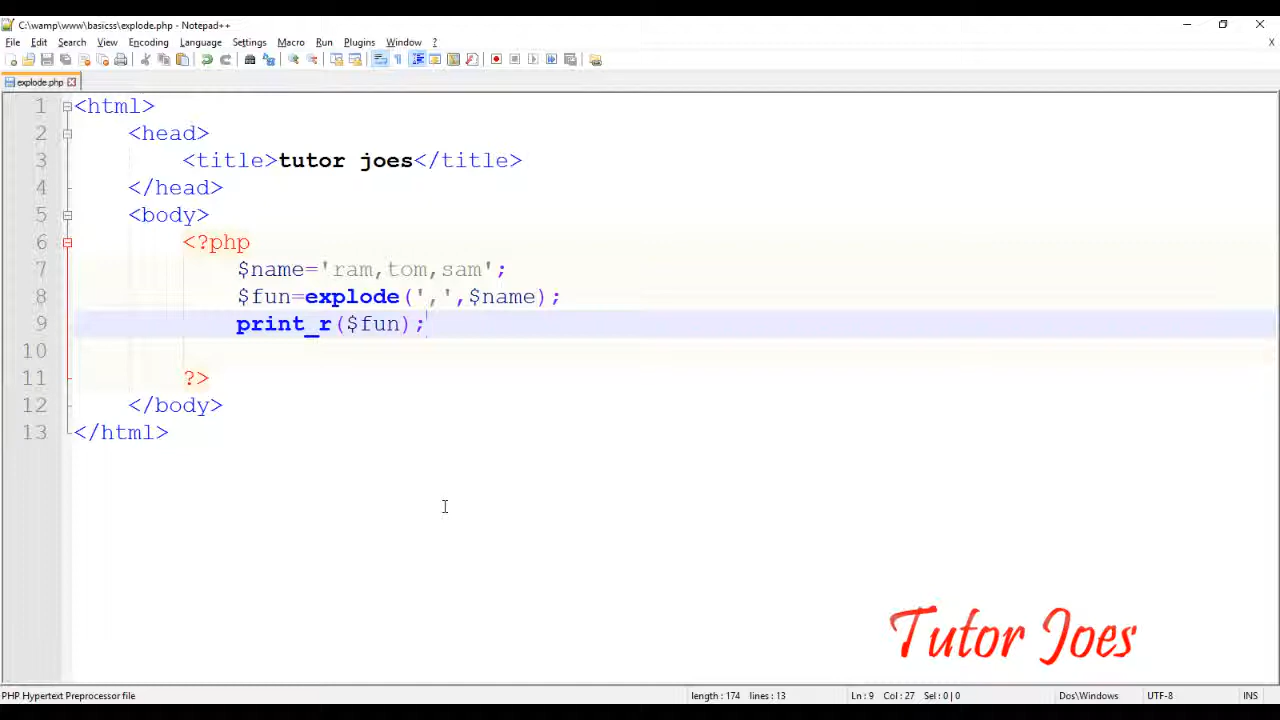 C:\wamp\www\basicss\explode.php - Notepad++
File Edit Search View Encoding Language Settings Macro Run Plugins Window ?
X
explode.php
1 <html>
2 <head>
3 <title>tutor joes</title>
4 </head>
5 <body>
6 <?php
7 $name='ram,tom,sam';
8 $fun=explode(',',$name);
9 print_r($fun);
10
11 ?>
12 </body>
13 </html>
Tutor Joes
PHP Hypertext Preprocessor file length : 174 lines : 13 Ln : 9 Col : 27 Sel : 0 | 0 Dos\Windows UTF-8 INS